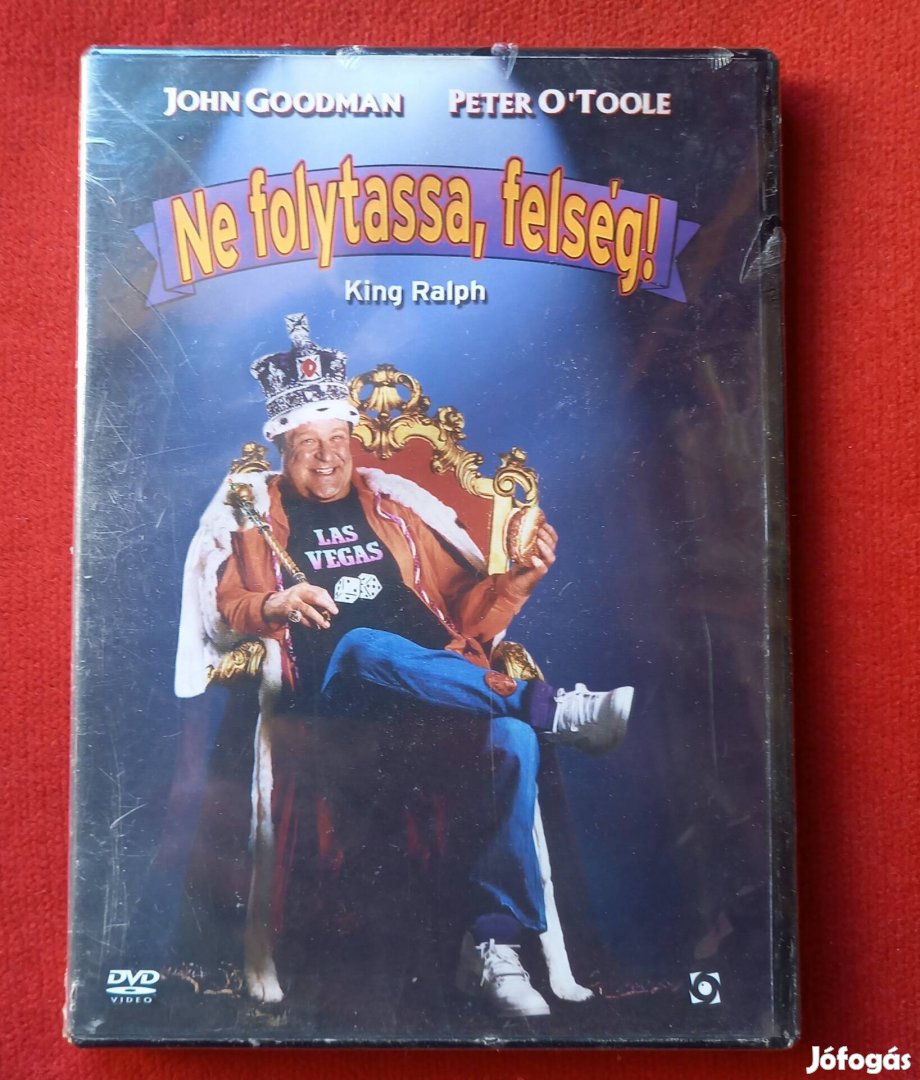 JOHN GOODMAN PETER O'TOOLE
Ne folytassa, felség!
King Ralph
LAS
VEGAS
DVD
VIDEO
Jófogás